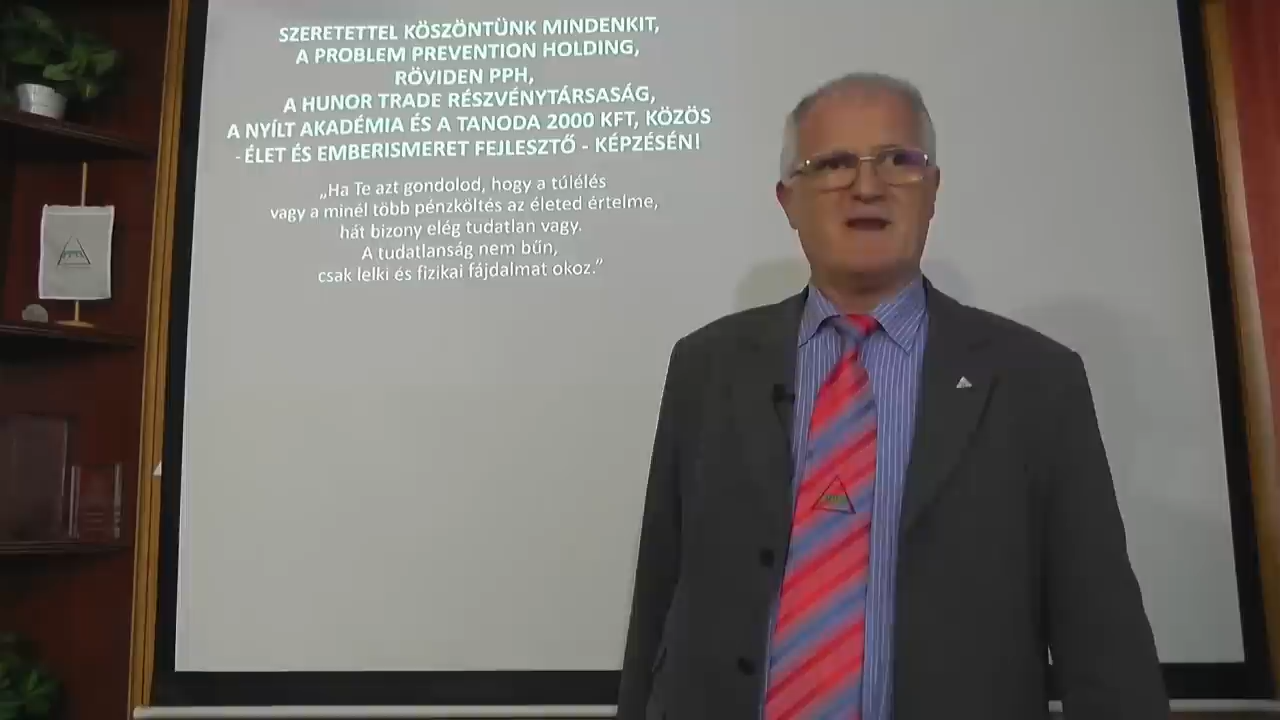 SZERETETTEL KÖSZÖNTÜNK MINDENKIT,
A PROBLEM PREVENTION HOLDING,
RÖVIDEN PPH,
A HUNOR TRADE RÉSZVÉNYTÁRSASÁG,
A NYÍLT AKADÉMIA ÉS A TANODA 2000 KFT, KÖZÖS
- ÉLET ÉS EMBERISMERET FEJLESZTŐ - KÉPZÉSÉN!
„Ha Te azt gondolod, hogy a túlélés
vagy a minél több pénzköltés az életed értelme,
hát bizony elég tudatlan vagy.
A tudatlanság nem bűn,
csak lelki és fizikai fájdalmat okoz.”